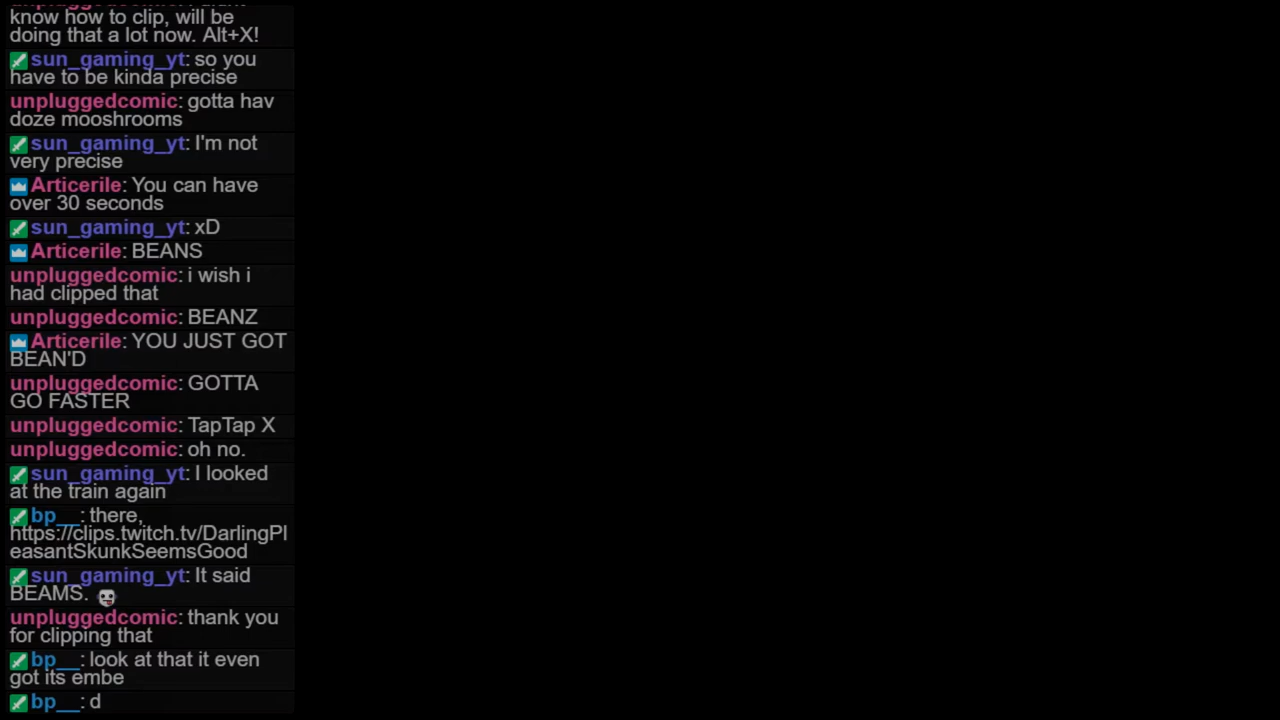 know how to clip, will be
doing that a lot now. Alt+X!
sun_gaming_yt: so you
have to be kinda precise
unpluggedcomic: gotta hav
doze mooshrooms
sun_gaming_yt: I'm not
very precise
Articerile: You can have
over 30 seconds
sun_gaming_yt: xD
Articerile: BEANS
unpluggedcomic: i wish i
had clipped that
unpluggedcomic: BEANZ
Articerile: YOU JUST GOT
BEAN'D
unpluggedcomic: GOTTA
GO FASTER
unpluggedcomic: TapTap X
unpluggedcomic: oh no.
sun_gaming_yt: I looked
at the train again
bp__: there,
https://clips.twitch.tv/DarlingPl
easantSkunkSeemsGood
sun_gaming_yt: It said
BEAMS.
unpluggedcomic: thank you
for clipping that
bp__: look at that it even
got its embe
bp__: d